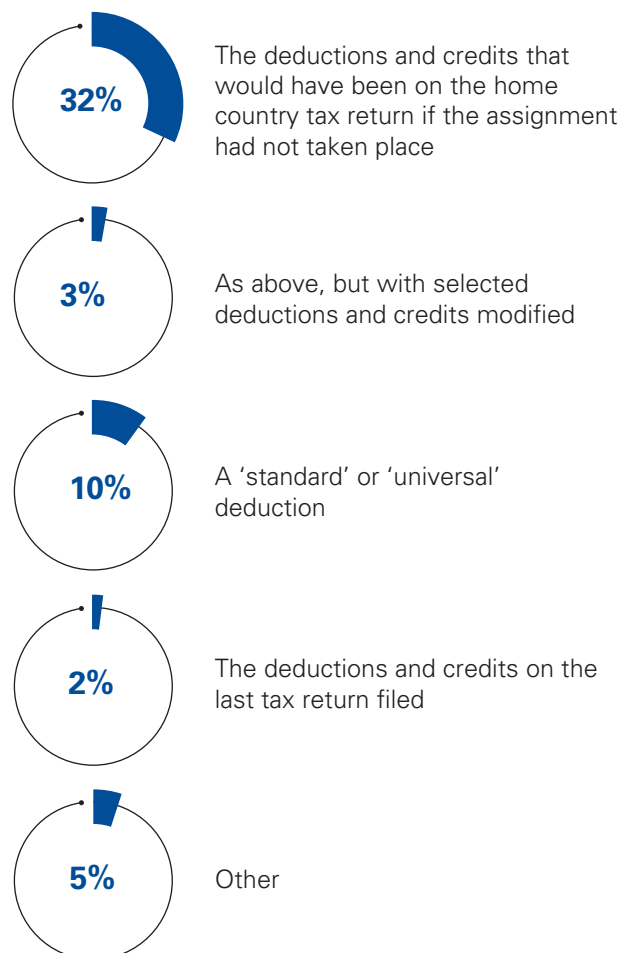 32%
The deductions and credits that
would have been on the home
country tax return if the assignment
had not taken place
3%
As above, but with selected
deductions and credits modified
10%
A ‘standard’ or ‘universal’
deduction
2%
The deductions and credits on the
last tax return filed
5%
Other